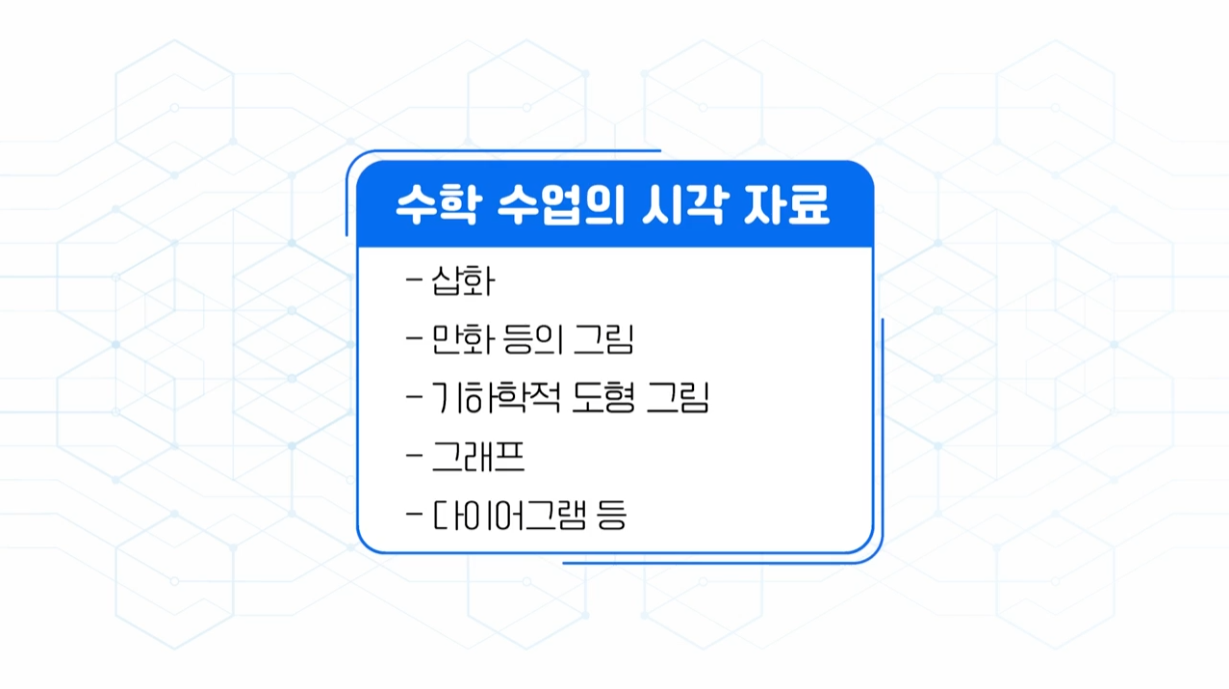 수학 수업의 시각 자료
- 삽화
- 만화 등의 그림
- 기하학적 도형 그림
- 그래프
- 다이어그램 등